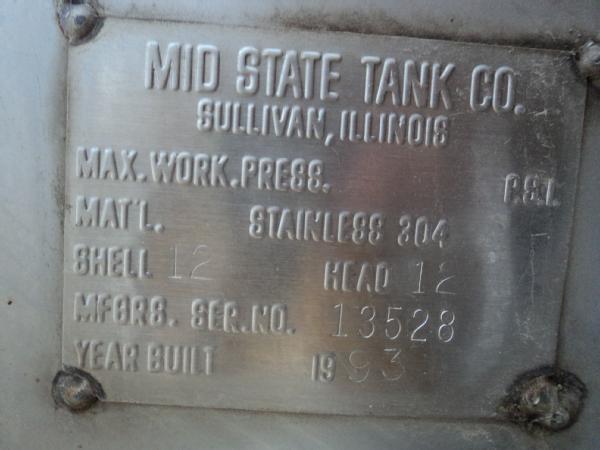 MID STATE TANK CO.
SULLIVAN, ILLINOIS
MAX. WORK. PRESS. P.S.I.
MAT'L. STAINLESS 304
SHELL 12 HEAD 12
MFGRS. SER. NO. 13528
YEAR BUILT 1993